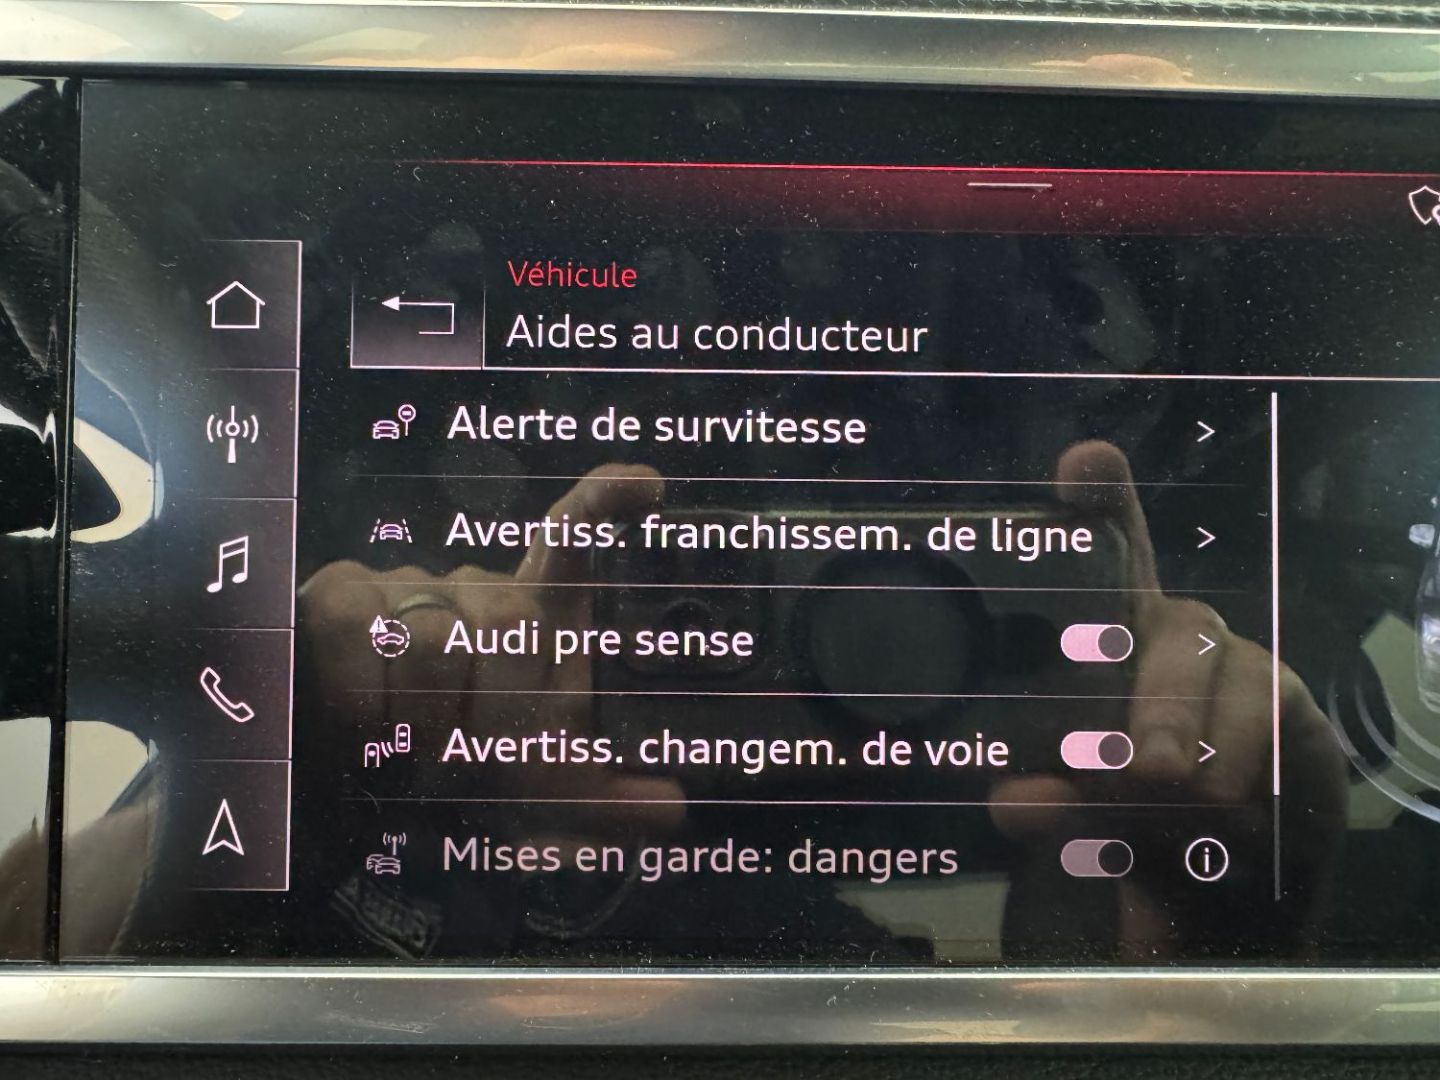 Véhicule
Aides au conducteur
Alerte de survitesse
Avertiss. franchissem. de ligne
Audi pre sense
Avertiss. changem. de voie
Mises en garde: dangers